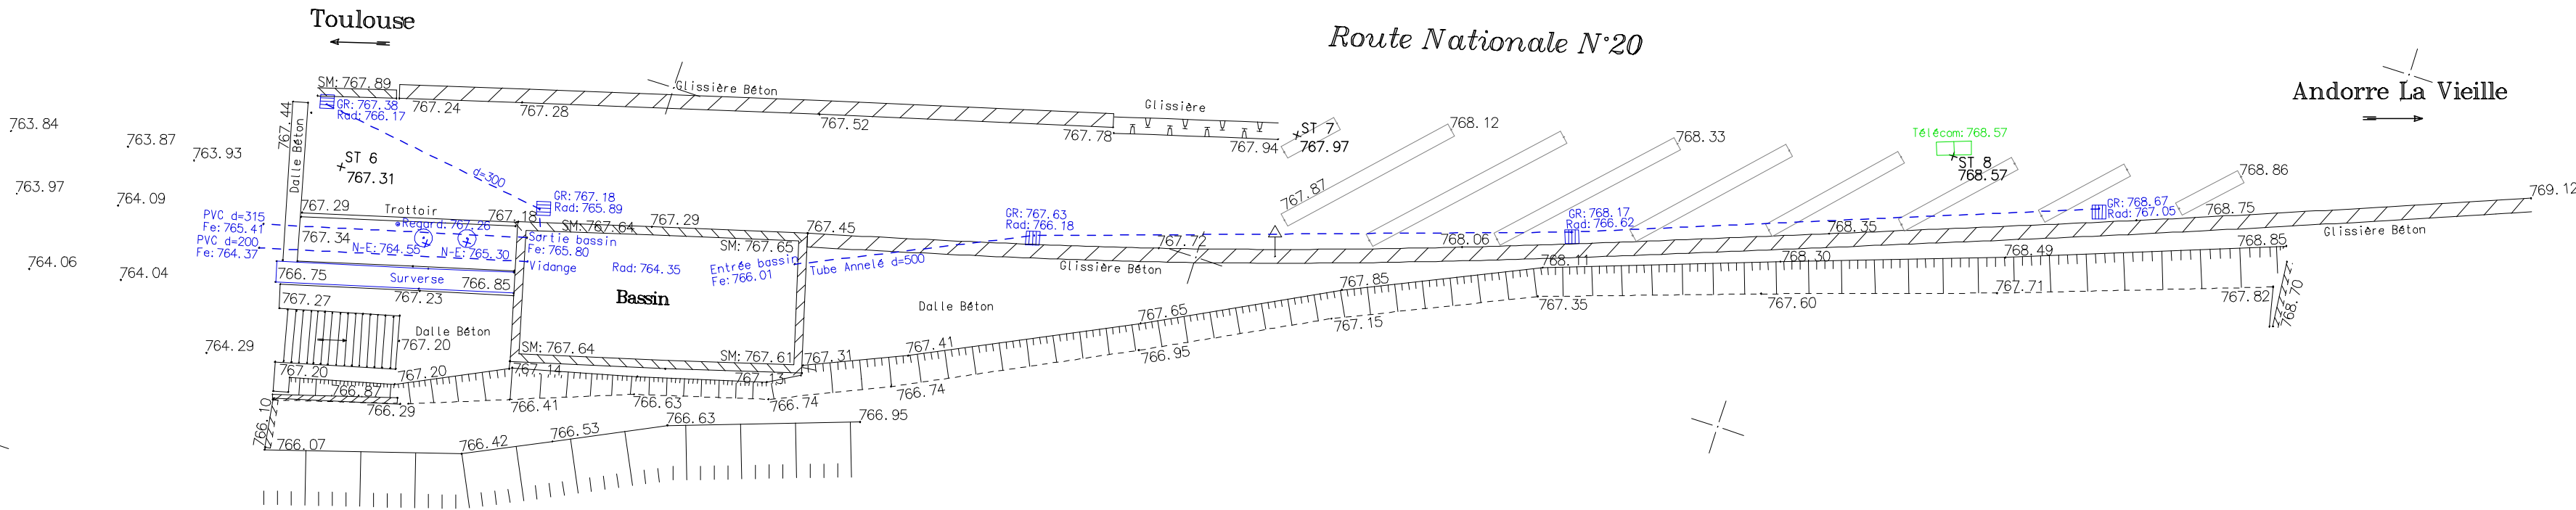 Toulouse
Route Nationale N°20
Andorre La Vieille
SM: 767.89
Glissière Béton
Glissière
GR: 767.38
Rad: 766.17
767.24
767.28
767.52
767.78
767.94
ST 7
767.97
768.12
768.33
Télécom: 768.57
ST 8
768.57
768.86
769.12
763.84
763.87
763.93
767.44
Dalle Béton
ST 6
767.31
d=300
763.97
764.09
GR: 767.18
Rad: 765.89
767.87
767.29
Trottoir
767.18
SM: 767.64
767.29
767.45
GR: 767.63
Rad: 766.18
GR: 768.17
Rad: 766.62
GR: 768.67
Rad: 767.05
768.75
PVC d=315
Fe: 765.41
PVC d=200
Fe: 764.37
Regard: 767.26
767.34
N-E: 764.55
N-E: 765.30
Sortie bassin
Fe: 765.80
Vidange
Rad: 764.35
SM: 767.65
Entrée bassin
Fe: 766.01
Tube Annelé d=500
767.72
Glissière Béton
768.06
768.35
768.11
768.30
768.49
768.85
Glissière Béton
764.06
764.04
766.75
Surverse
766.85
767.23
767.27
Bassin
Dalle Béton
767.65
767.85
767.15
767.35
767.60
767.71
767.82
768.70
764.29
Dalle Béton
767.20
SM: 767.64
SM: 767.61
767.31
767.41
766.95
767.20
767.20
766.87
767.14
767.13
766.29
766.41
766.63
766.74
766.74
766.10
766.07
766.42
766.53
766.63
766.95